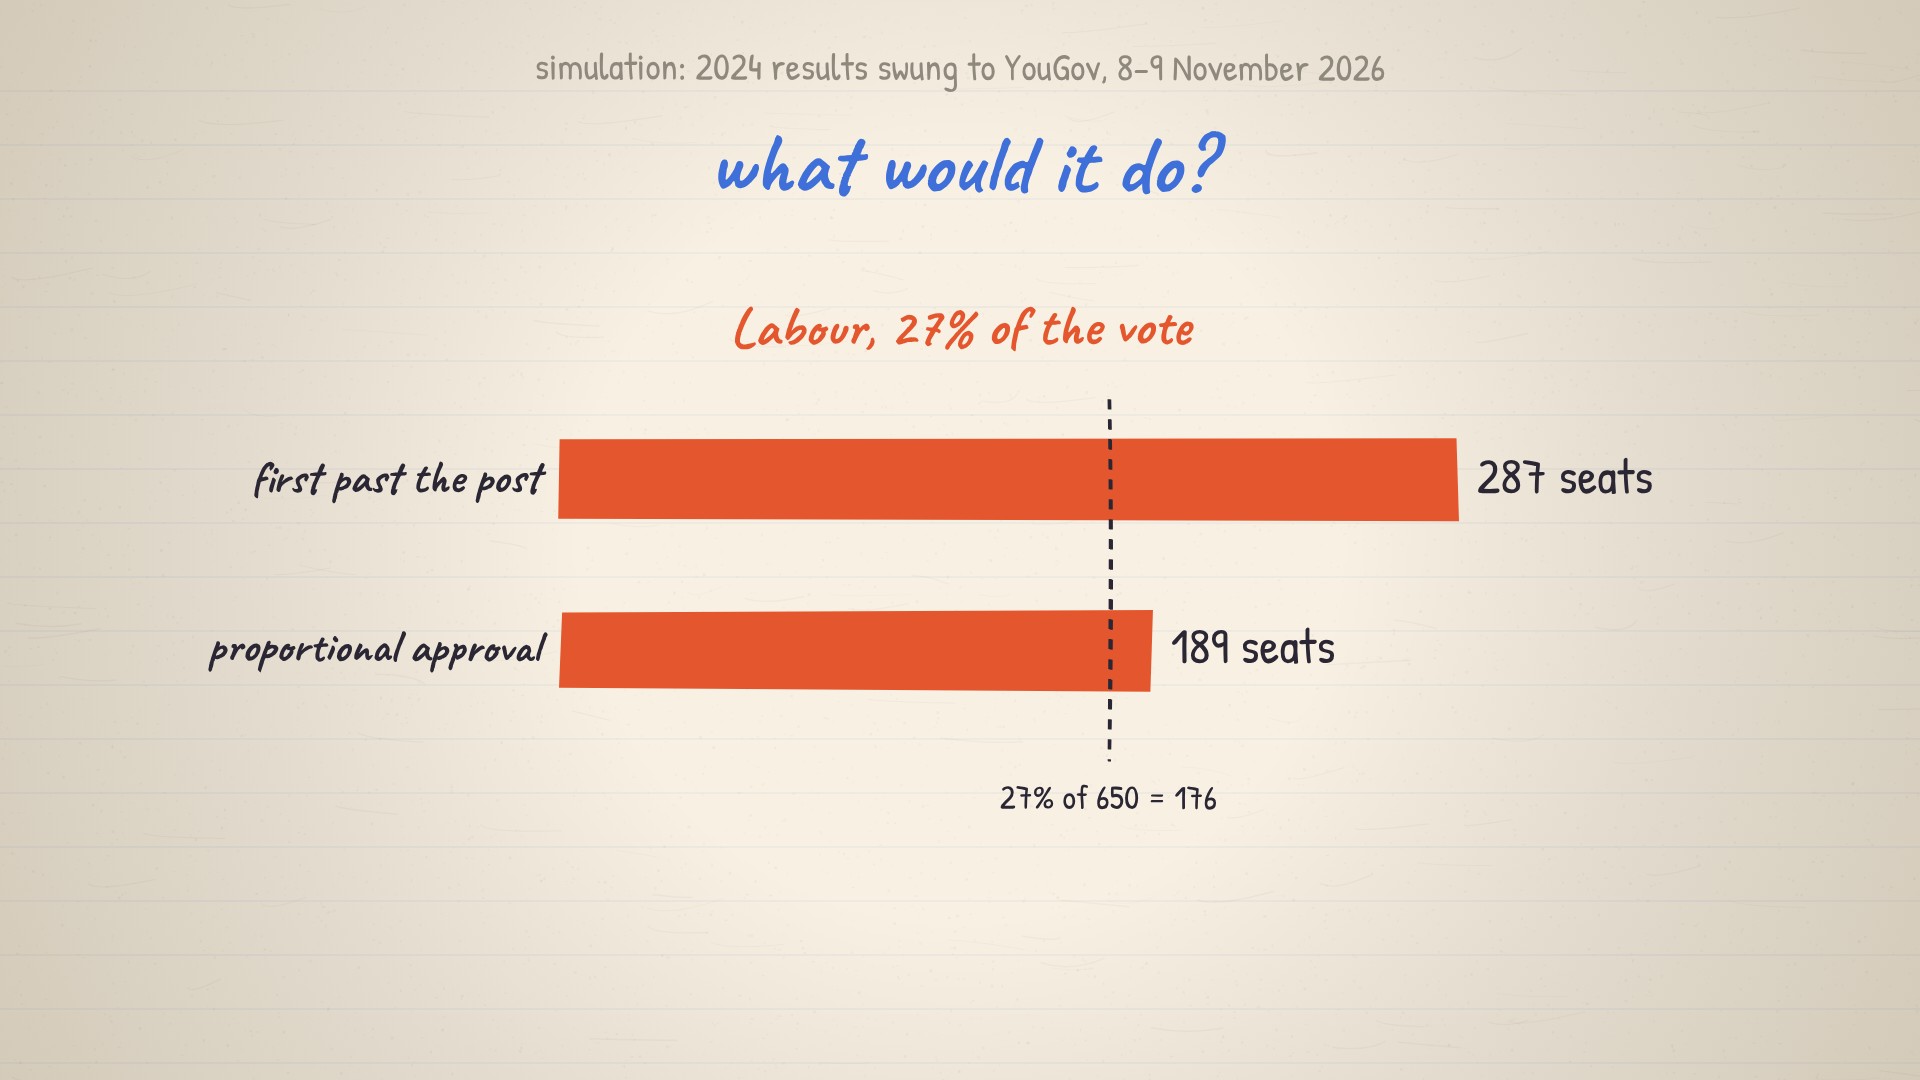 simulation: 2024 results swung to YouGov, 8–9 November 2026
what would it do?
Labour, 27% of the vote
first past the post
287 seats
proportional approval
189 seats
27% of 650 = 176